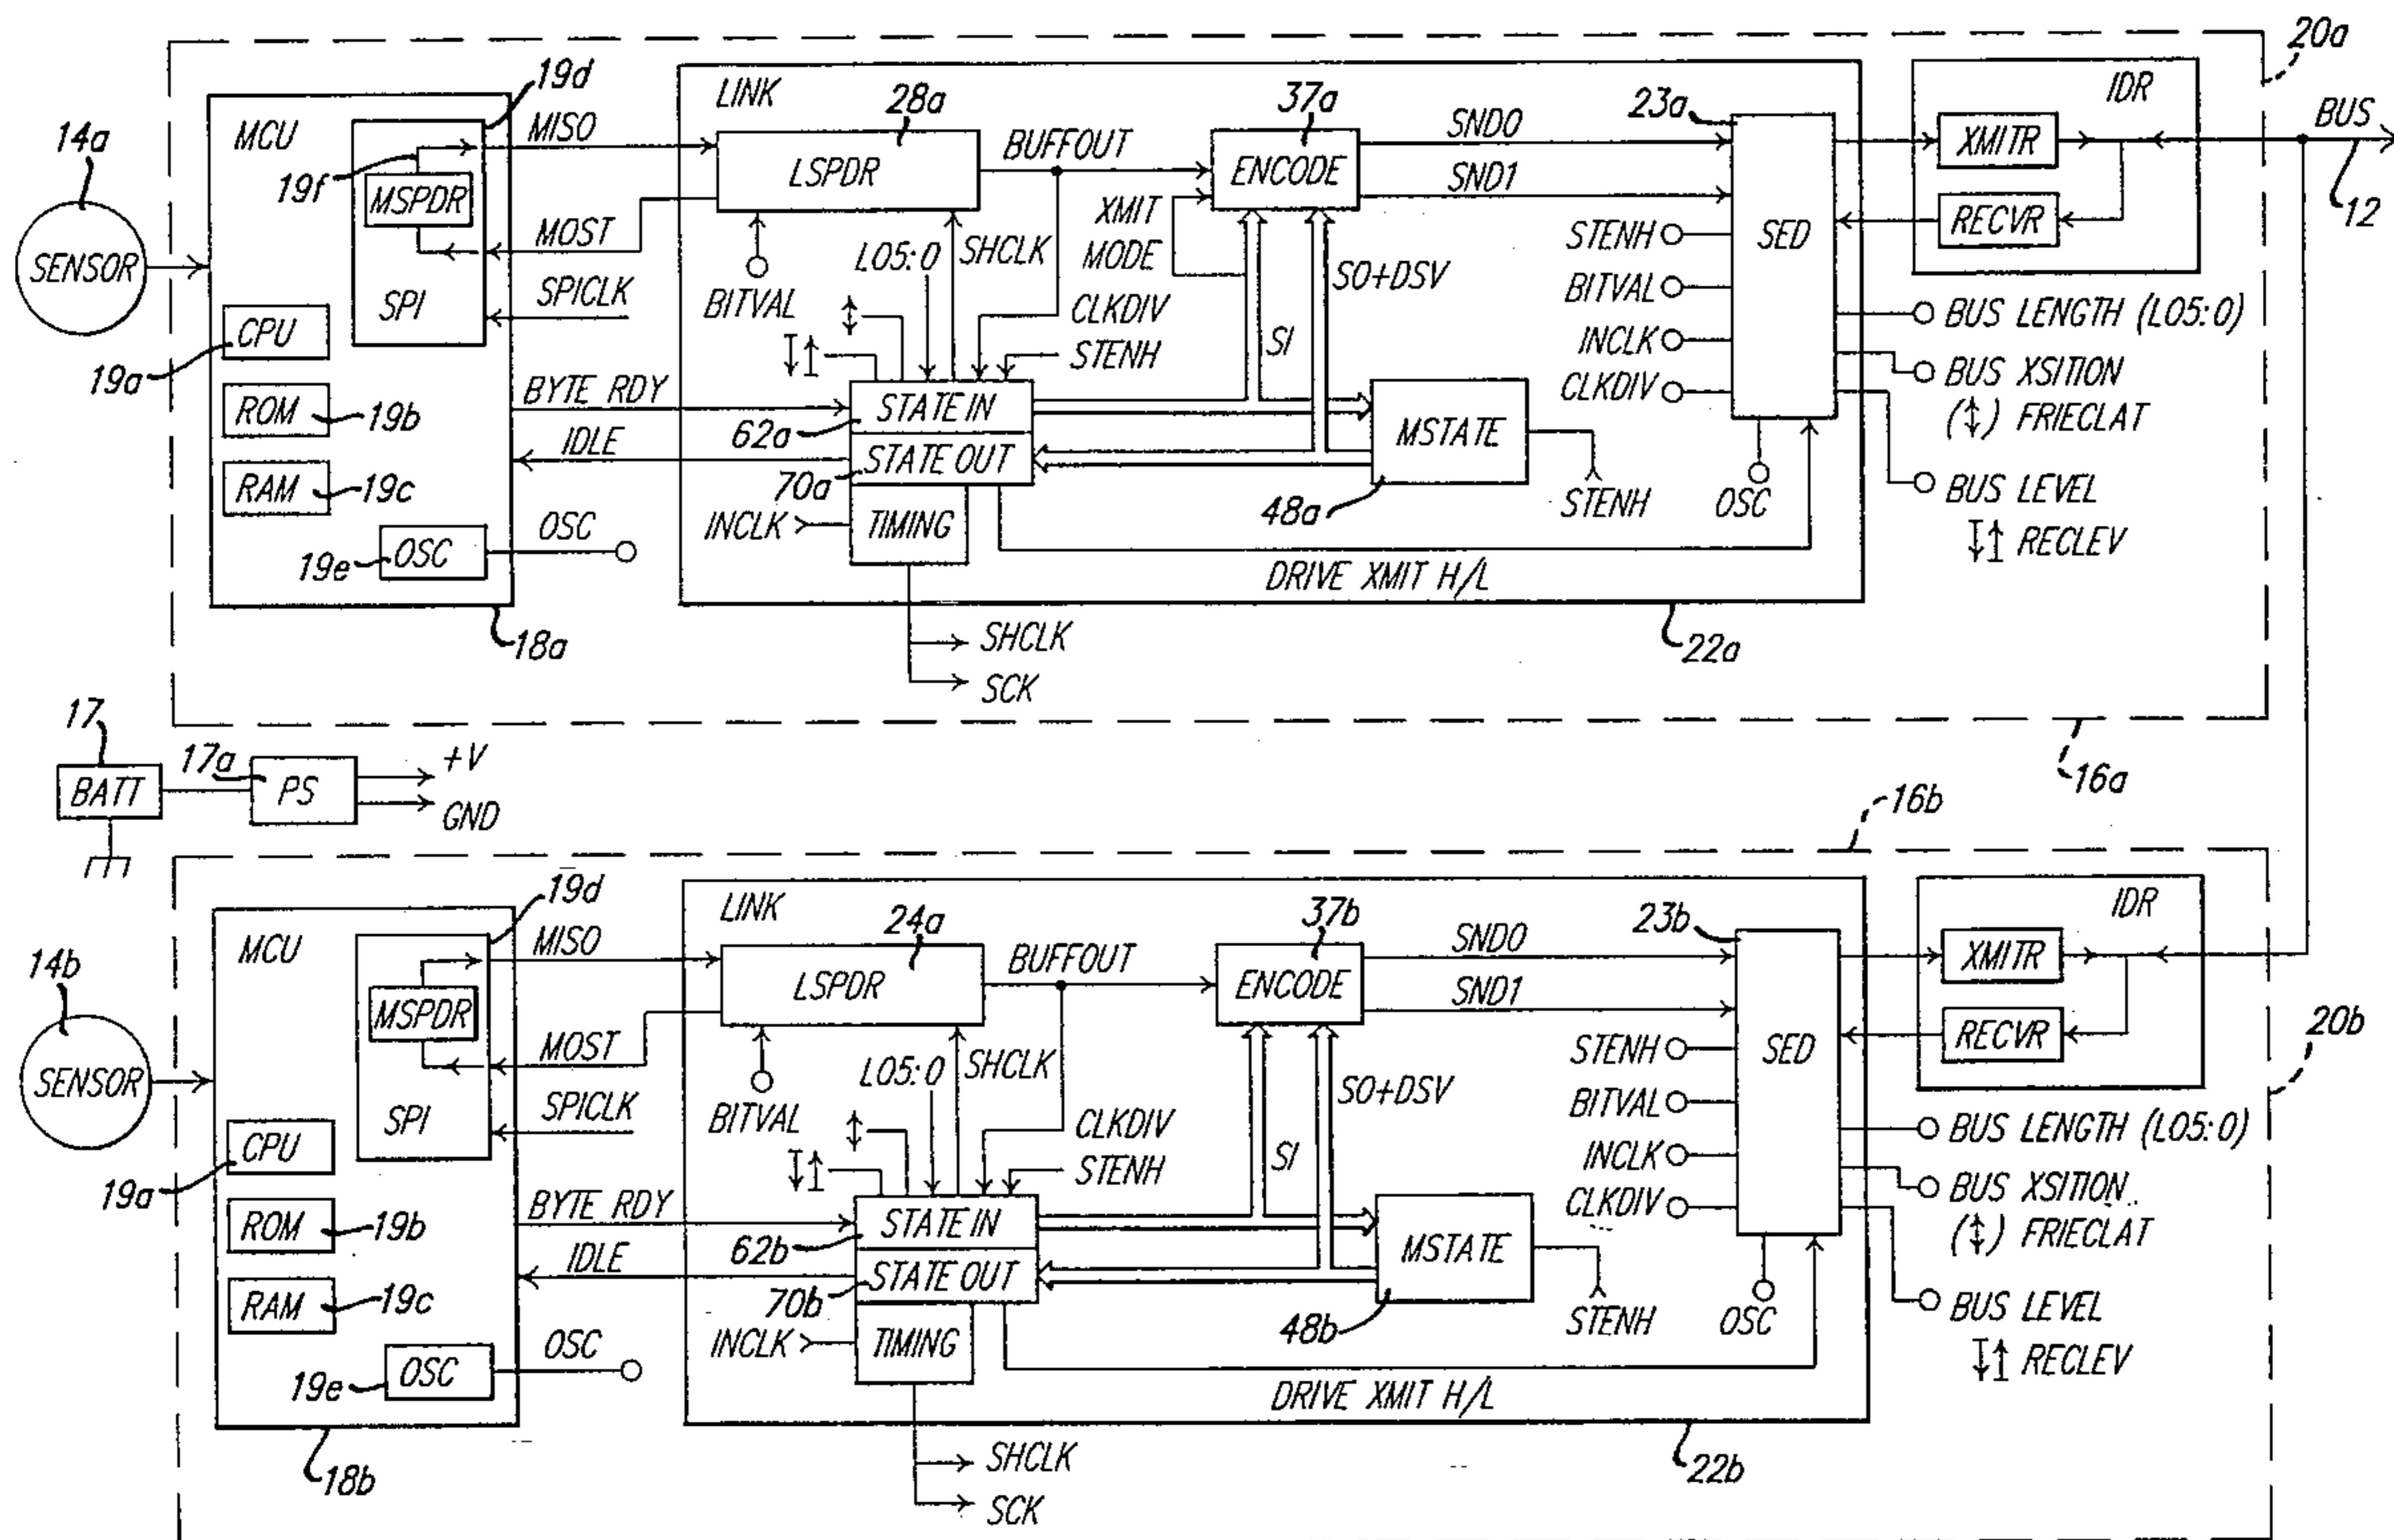 20a
19d
LINK
28a
37a
23a
IDR
BUS
14a
MCU
MISO
BUFFOUT
SND0
XMITR
19f
LSPDR
ENCODE
MSPDR
SND1
RECVR
12
XMIT
MODE
MOST
L05:0
SHCLK
SENSOR
STENH
SED
SPI
SPICLK
BITVAL
SO+DSV
BITVAL
CPU
CLKDIV
SI
INCLK
BUS LENGTH (L05:0)
19a
STENH
CLKDIV
BUS XSITION
(↕) FRIECLAT
ROM
19b
BYTE RDY
STATE IN
62a
MSTATE
IDLE
STATE OUT
RAM
19c
70a
48a
STENH
OSC
BUS LEVEL
↧↥ RECLEV
INCLK
TIMING
OSC
OSC
19e
DRIVE XMIT H/L
18a
SHCLK
22a
SCK
17
17a
+V
BATT
PS
GND
16a
16b
19d
LINK
24a
37b
23b
IDR
14b
MCU
MISO
BUFFOUT
SND0
XMITR
LSPDR
ENCODE
MSPDR
SND1
RECVR
20b
MOST
L05:0
SHCLK
SENSOR
STENH
SED
SPI
SPICLK
BITVAL
SO+DSV
BITVAL
CPU
CLKDIV
SI
INCLK
BUS LENGTH (L05:0)
19a
STENH
CLKDIV
BUS XSITION
(↕) FRIECLAT
ROM
19b
BYTE RDY
STATE IN
62b
MSTATE
IDLE
STATE OUT
RAM
19c
70b
48b
STENH
OSC
BUS LEVEL
↧↥ RECLEV
INCLK
TIMING
OSC
OSC
19e
DRIVE XMIT H/L
18b
SHCLK
22b
SCK